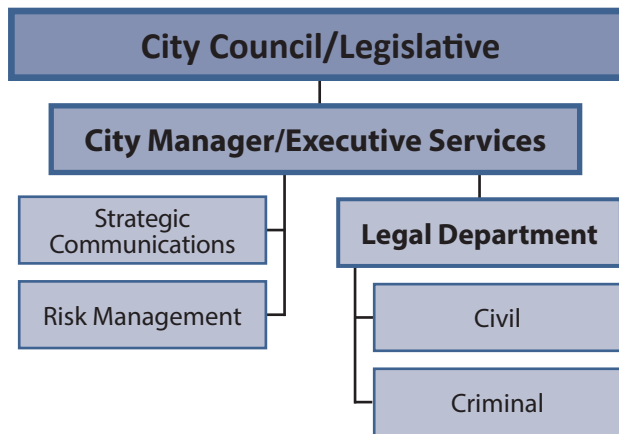 City Council/Legislative
City Manager/Executive Services
Strategic
Communications
Risk Management
Legal Department
Civil
Criminal